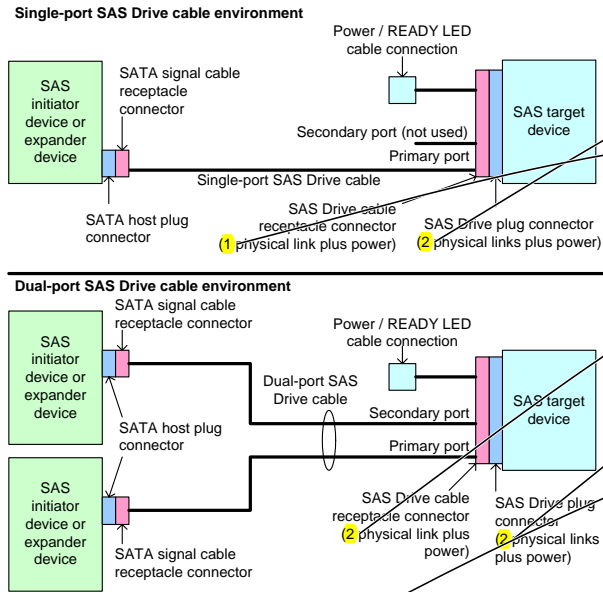 Single-port SAS Drive cable environment
Power / READY LED
cable connection
SAS
initiator
device or
expander
device
SATA signal cable
receptacle
connector
SAS target
device
Secondary port (not used)
Primary port
Single-port SAS Drive cable
SATA host plug
connector
SAS Drive cable
receptacle connector
(1 physical link plus power)
SAS Drive plug connector
(2 physical links plus power)
Dual-port SAS Drive cable environment
SATA signal cable
receptacle connector
Power / READY LED
cable connection
SAS
initiator
device or
expander
device
SAS target
device
Dual-port SAS
Drive cable
Secondary port
Primary port
SATA host plug
connector
SAS
initiator
device or
expander
device
SAS Drive cable
receptacle connector
(2 physical link plus
power)
SAS Drive plug
connector
(2 physical links
plus power)
SATA signal cable
receptacle connector